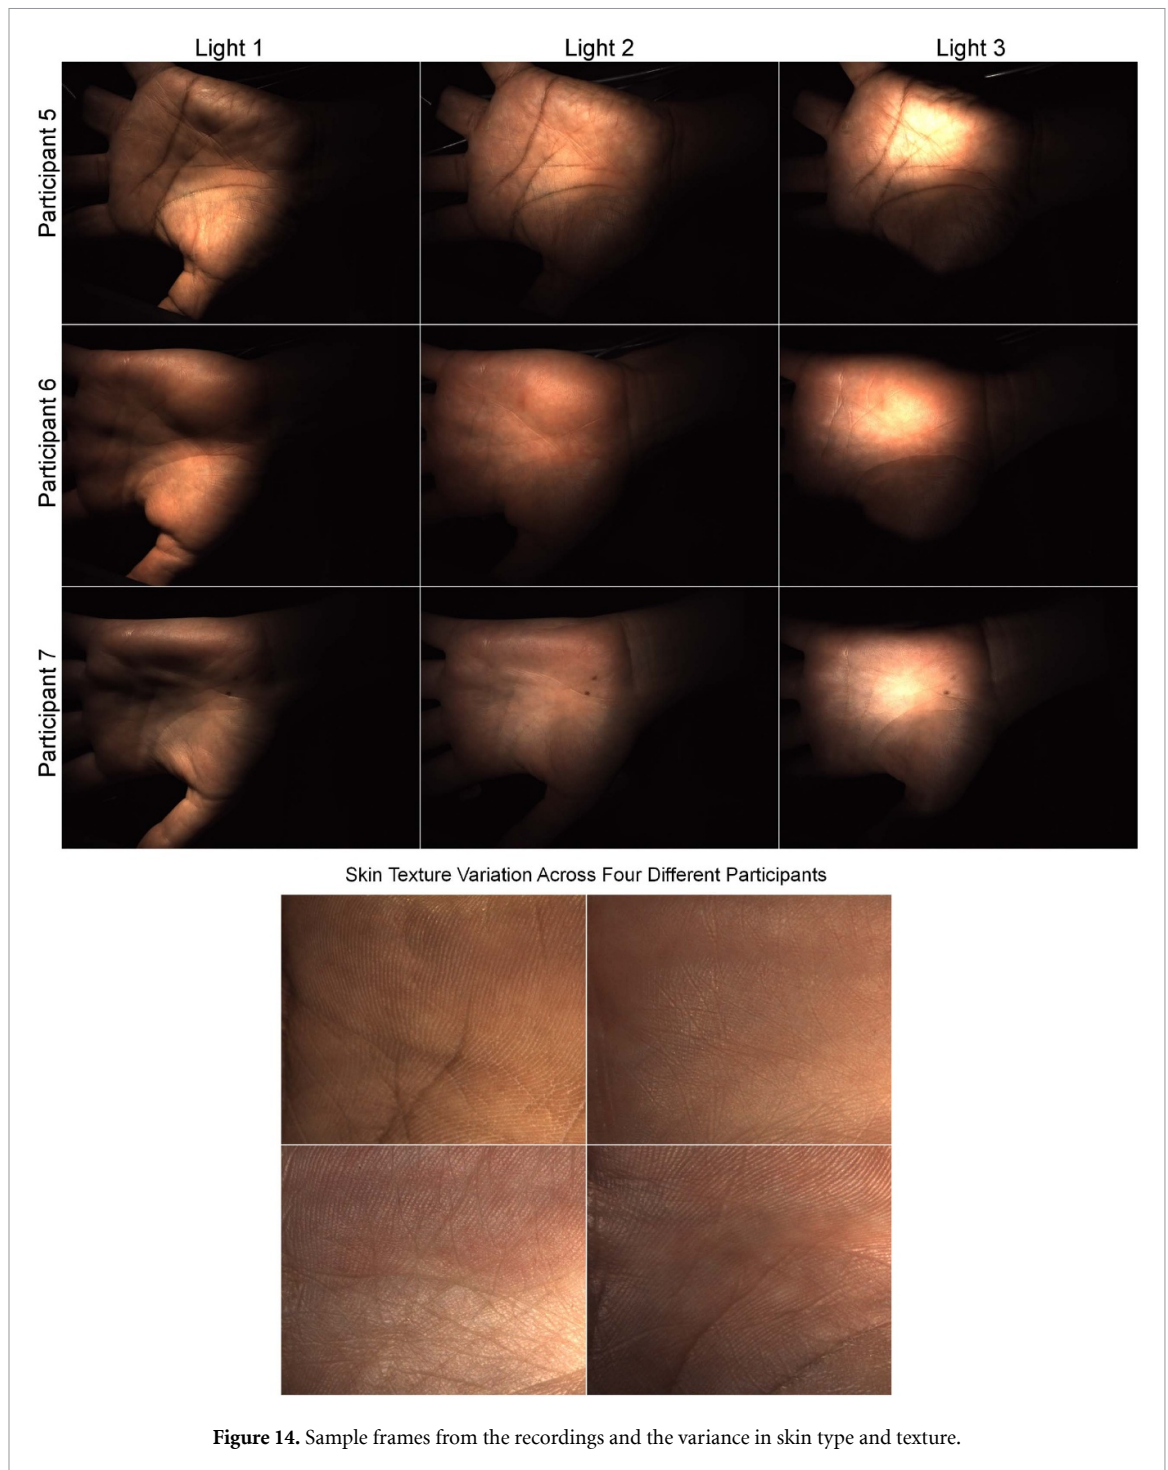 Light 1 Light 2 Light 3
Participant 5
Participant 6
Participant 7
Skin Texture Variation Across Four Different Participants
Figure 14. Sample frames from the recordings and the variance in skin type and texture.